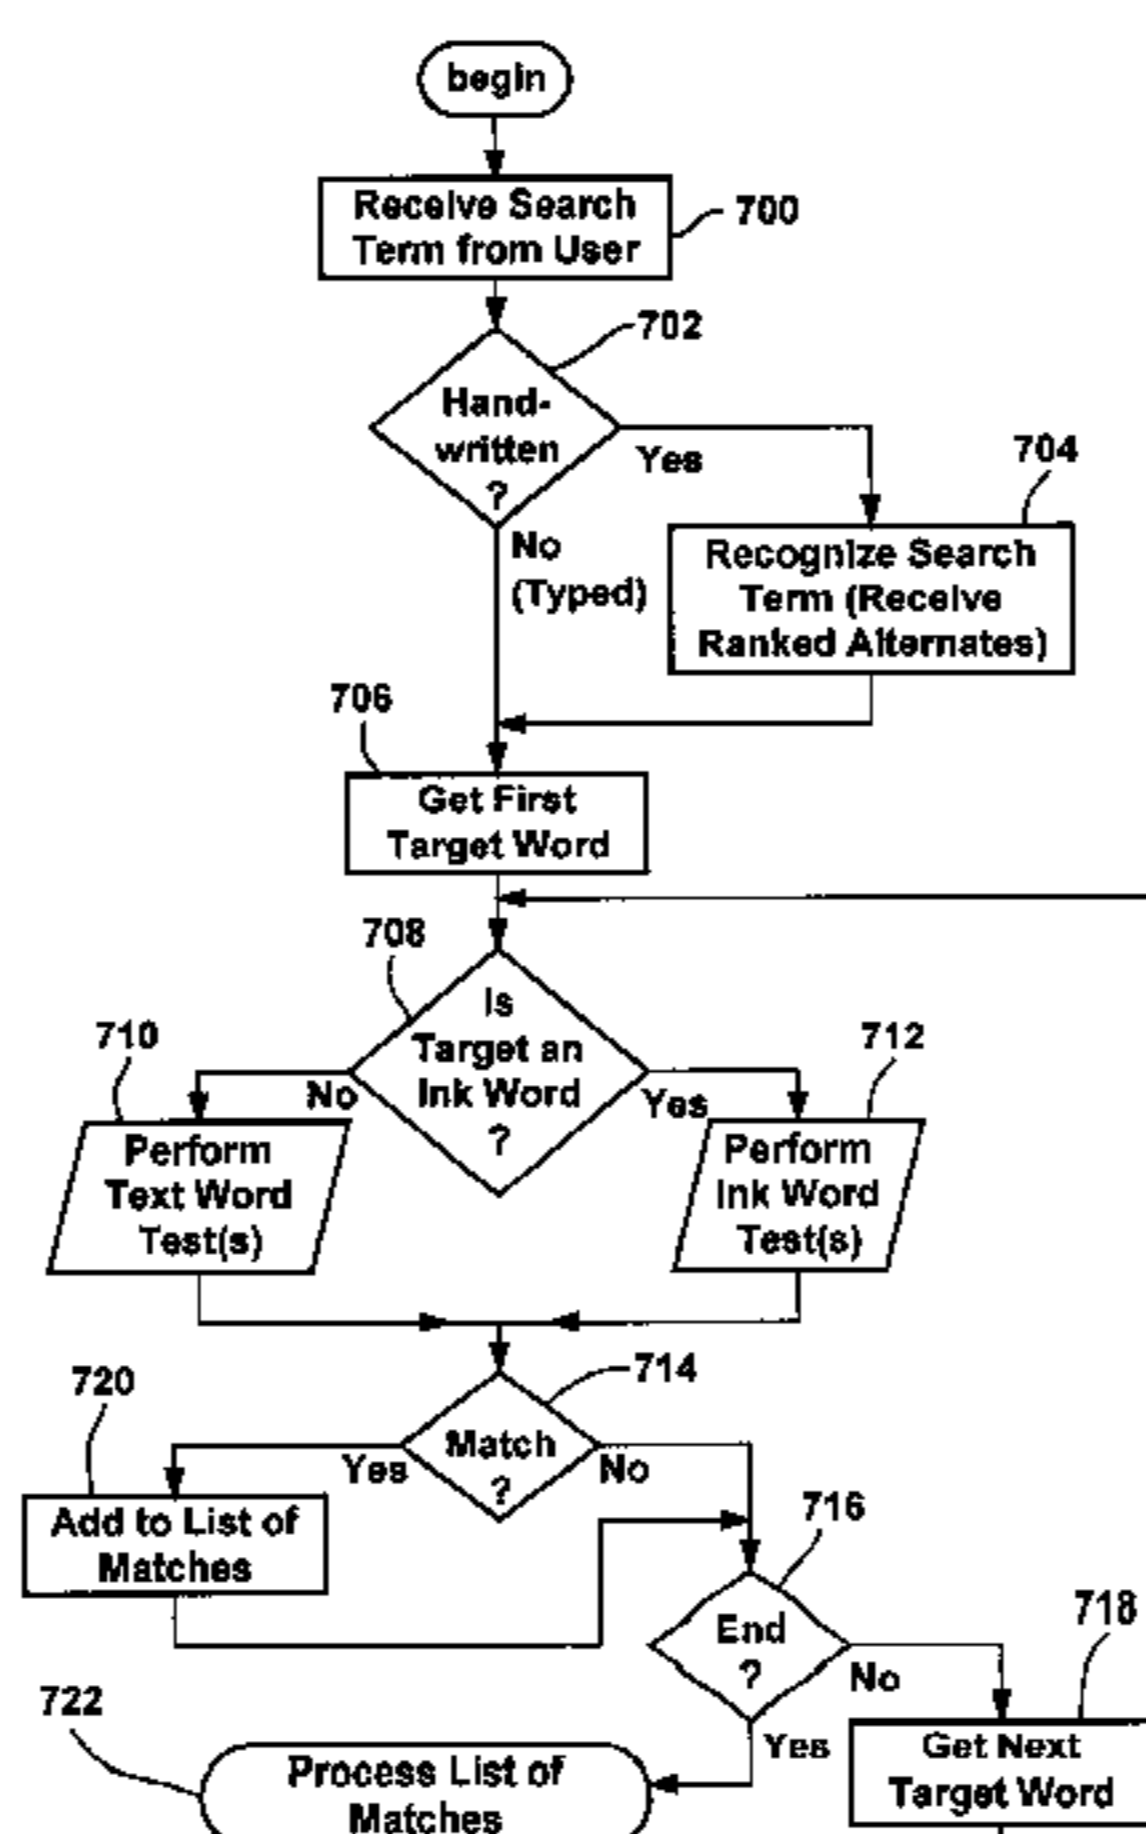 begin
Receive Search
Term from User
700
702
Hand-
written
?
Yes
No
(Typed)
704
Recognize Search
Term (Receive
Ranked Alternates)
706
Get First
Target Word
708
Is
Target an
Ink Word
?
No
Yes
710
Perform
Text Word
Test(s)
712
Perform
Ink Word
Test(s)
714
Match
?
Yes
No
720
Add to List of
Matches
716
End
?
No
Yes
718
Get Next
Target Word
722
Process List of
Matches